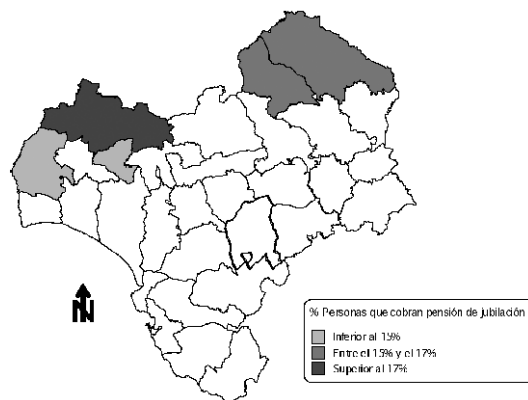 N
% Personas que cobran pensión de jubilación
Inferior al 15%
Entre el 15% y el 17%
Superior al 17%